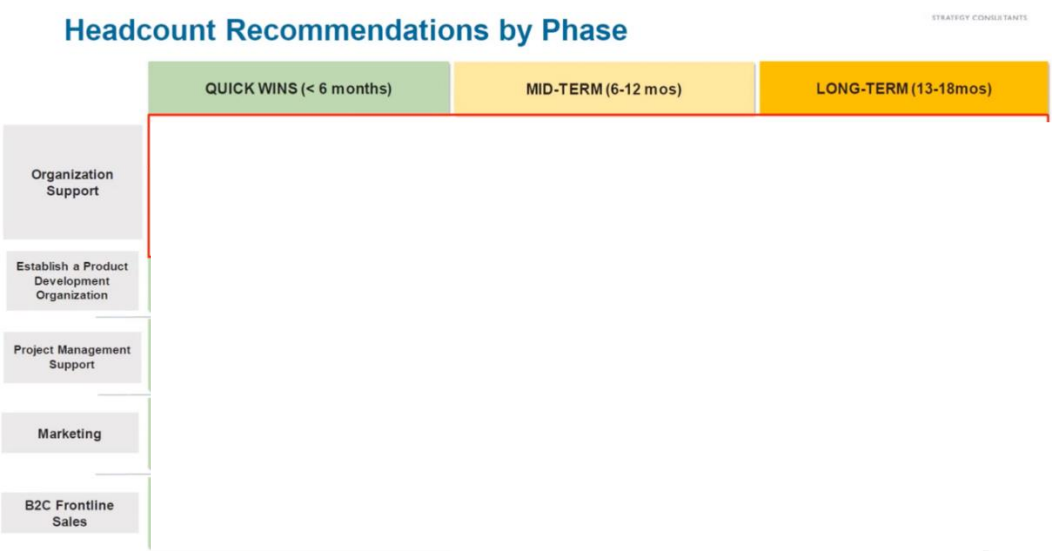 Headcount Recommendations by Phase
STRATEGY CONSULTANTS
QUICK WINS (< 6 months)
MID-TERM (6-12 mos)
LONG-TERM (13-18mos)
Organization
Support
Establish a Product
Development
Organization
Project Management
Support
Marketing
B2C Frontline
Sales